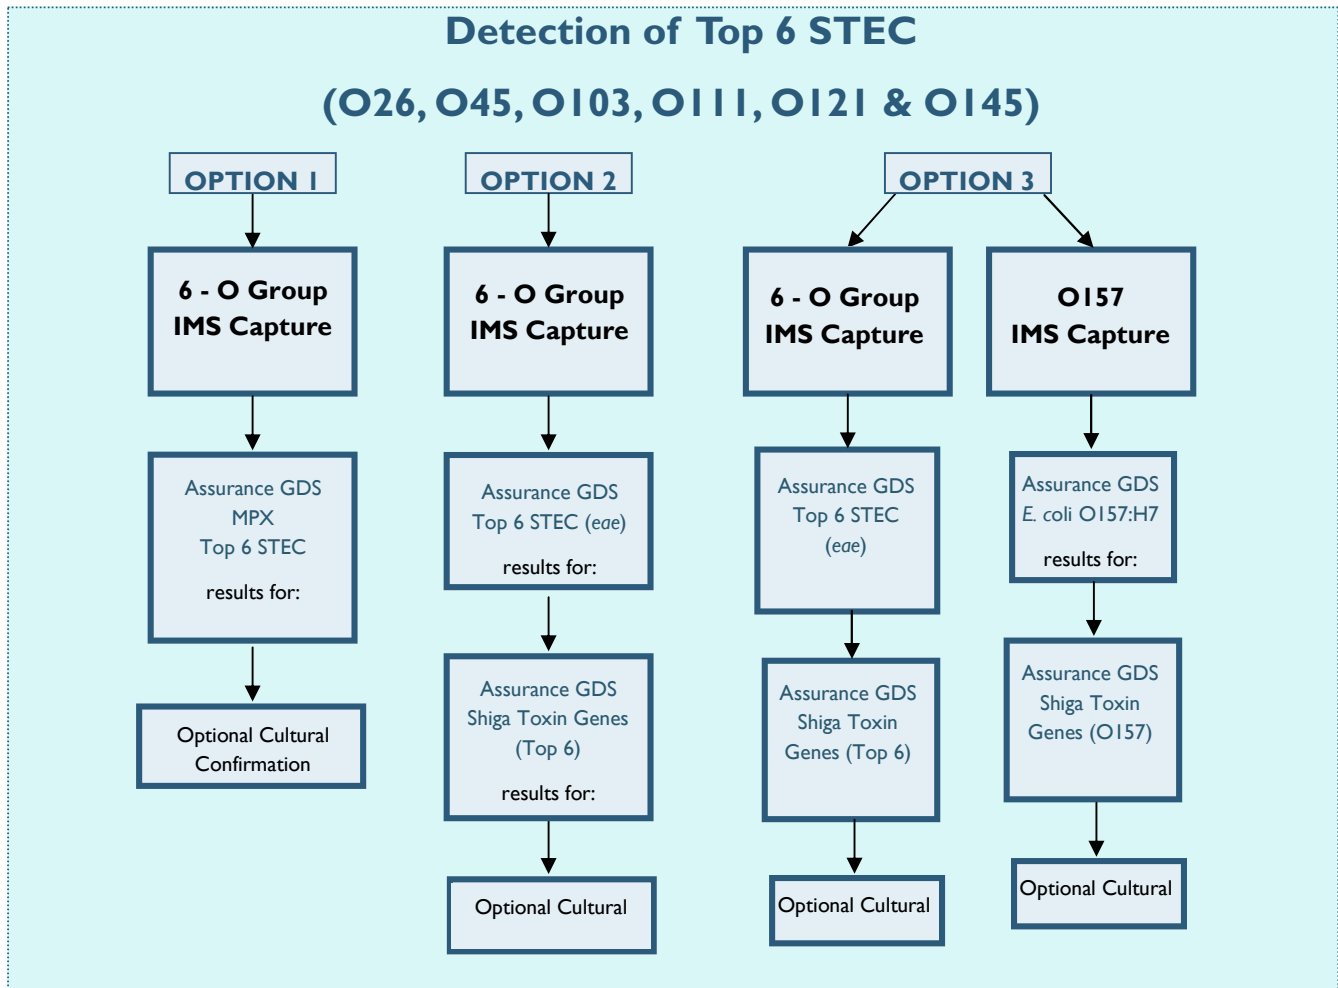 Detection of Top 6 STEC
(O26, O45, O103, O111, O121 & O145)
OPTION 1
6 - O Group
IMS Capture
Assurance GDS
MPX
Top 6 STEC
results for:
Optional Cultural
Confirmation
OPTION 2
6 - O Group
IMS Capture
Assurance GDS
Top 6 STEC (eae)
results for:
Assurance GDS
Shiga Toxin Genes
(Top 6)
results for:
Optional Cultural
OPTION 3
6 - O Group
IMS Capture
Assurance GDS
Top 6 STEC
(eae)
Assurance GDS
Shiga Toxin
Genes (Top 6)
Optional Cultural
O157
IMS Capture
Assurance GDS
E. coli O157:H7
results for:
Assurance GDS
Shiga Toxin
Genes (O157)
Optional Cultural